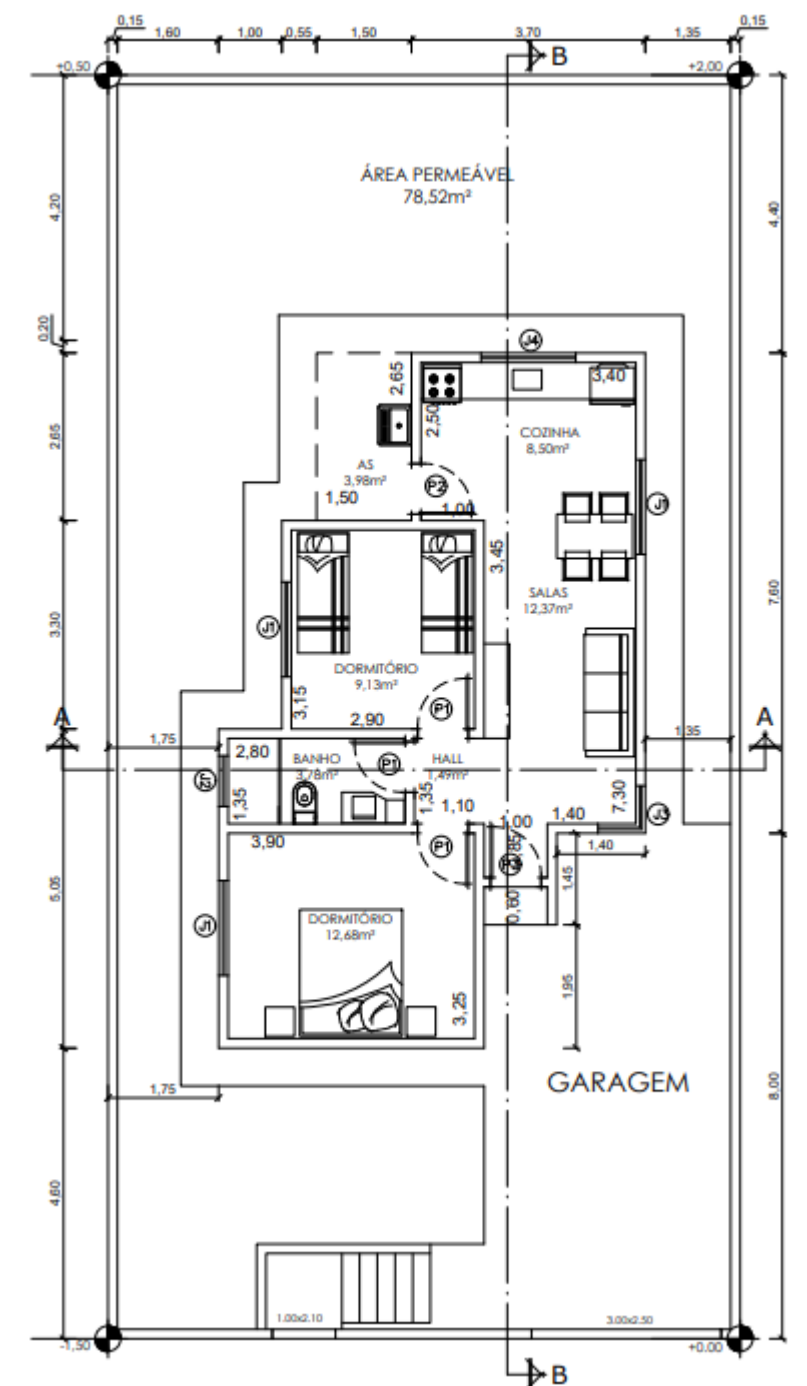 0,15
1,60
1,00
0,55
1,50
3,70
1,35
0,15
B
+0,50
+2,00
ÁREA PERMEÁVEL
78,52m²
4,20
4,40
0,20
J4
2,65
3,40
2,50
COZINHA
8,50m²
2,65
AS
3,98m²
1,50
P2
1,00
J1
3,45
SALAS
12,37m²
7,60
3,30
J1
DORMITÓRIO
9,13m²
3,15
2,90
P1
A
1,75
1,35
A
2,80
BANHO
3,78m²
P1
HALL
1,49m²
J2
1,35
1,35
1,10
7,30
1,00
1,40
J3
3,90
P1
P3
1,40
1,45
5,05
J1
DORMITÓRIO
12,68m²
0,60
1,95
3,25
GARAGEM
1,75
8,00
4,60
1.00x2.10
3.00x2.50
-1,50
+0.00
B